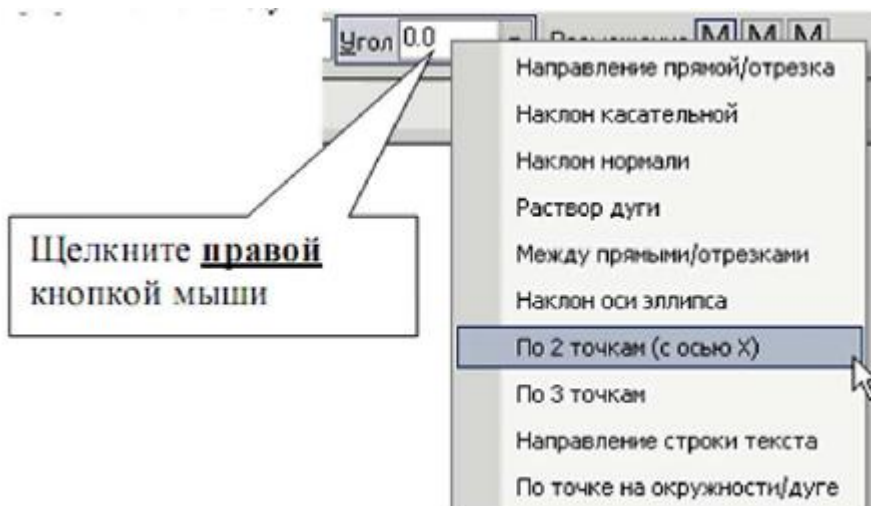 Угол 0.0
Направление прямой/отрезка
Наклон касательной
Наклон нормали
Раствор дуги
Щелкните правой
кнопкой мыши
Между прямыми/отрезками
Наклон оси эллипса
По 2 точкам (с осью X)
По 3 точкам
Направление строки текста
По точке на окружности/дуге